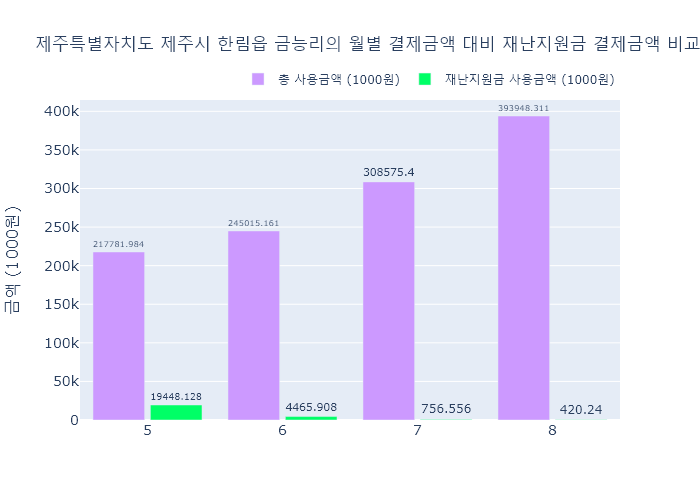 제주특별자치도 제주시 한림읍 금능리의 월별 결제금액 대비 재난지원금 결제금액 비교
총 사용금액 (1000원) 재난지원금 사용금액 (1000원)
금액 (1000원)
400k
350k
300k
250k
200k
150k
100k
50k
0
217781.984
19448.128
245015.161
4465.908
308575.4
756.556
393948.311
420.24
5 6 7 8